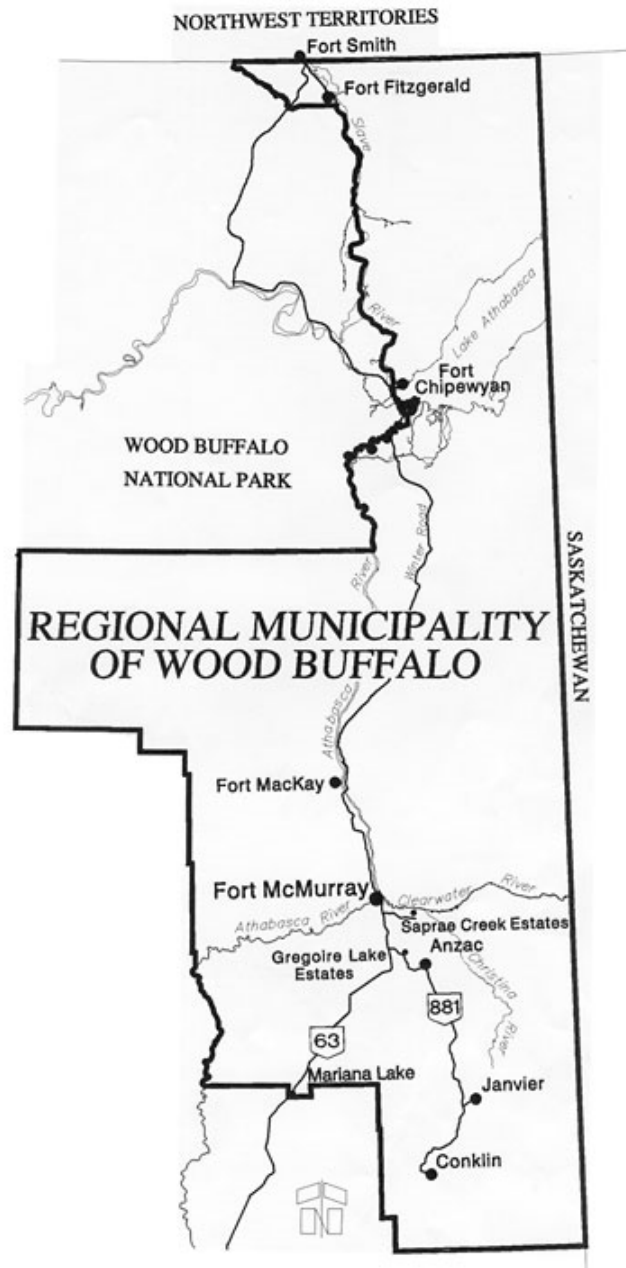 NORTHWEST TERRITORIES
Fort Smith
Fort Fitzgerald
Slave
River
Lake Athabasca
Fort
Chipewyan
WOOD BUFFALO
NATIONAL PARK
Winter Road
River
SASKATCHEWAN
REGIONAL MUNICIPALITY
OF WOOD BUFFALO
Athabasca
Fort MacKay
Fort McMurray
Clearwater
River
Athabasca River
Saprae Creek Estates
Gregoire Lake
Estates
Anzac
Christina
River
881
63
Mariana Lake
Janvier
Conklin
N